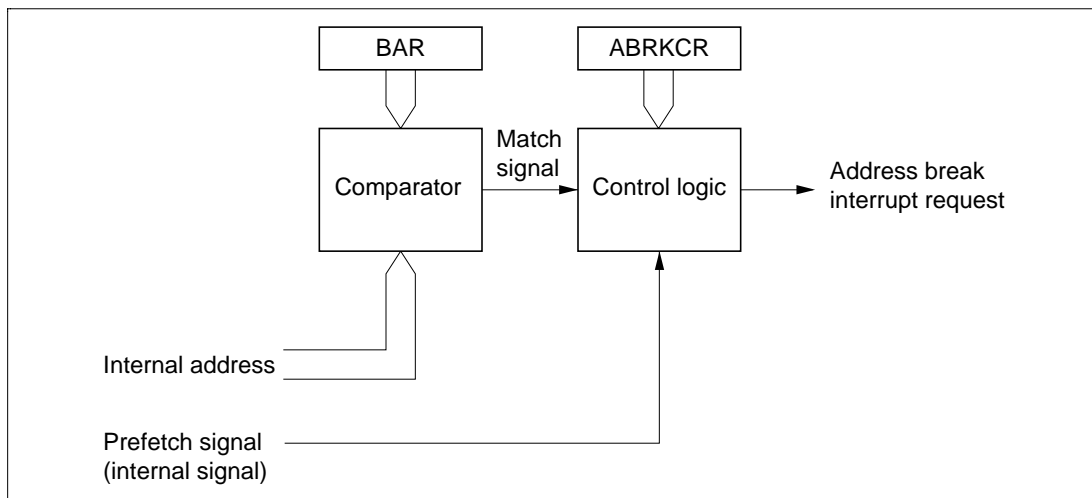 BAR
ABRKCR
Match
signal
Comparator
Control logic
Address break
interrupt request
Internal address
Prefetch signal
(internal signal)